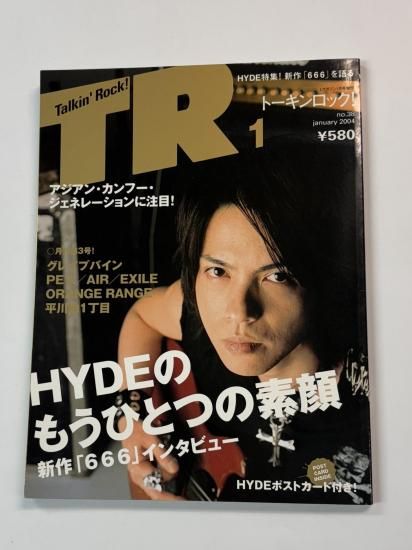 HYDE特集！新作「666」を語る
Talkin' Rock!
TR 1
トーキンロック！
no.38
january 2004
¥580
アジアン・カンフー・
ジェネレーションに注目！
グレイプバイン
AIR／EXILE
ORANGE RANGE
1丁目
HYDEの
もうひとつの素顔
新作「666」インタビュー
POST
CARD
INSIDE
HYDEポストカード付き！